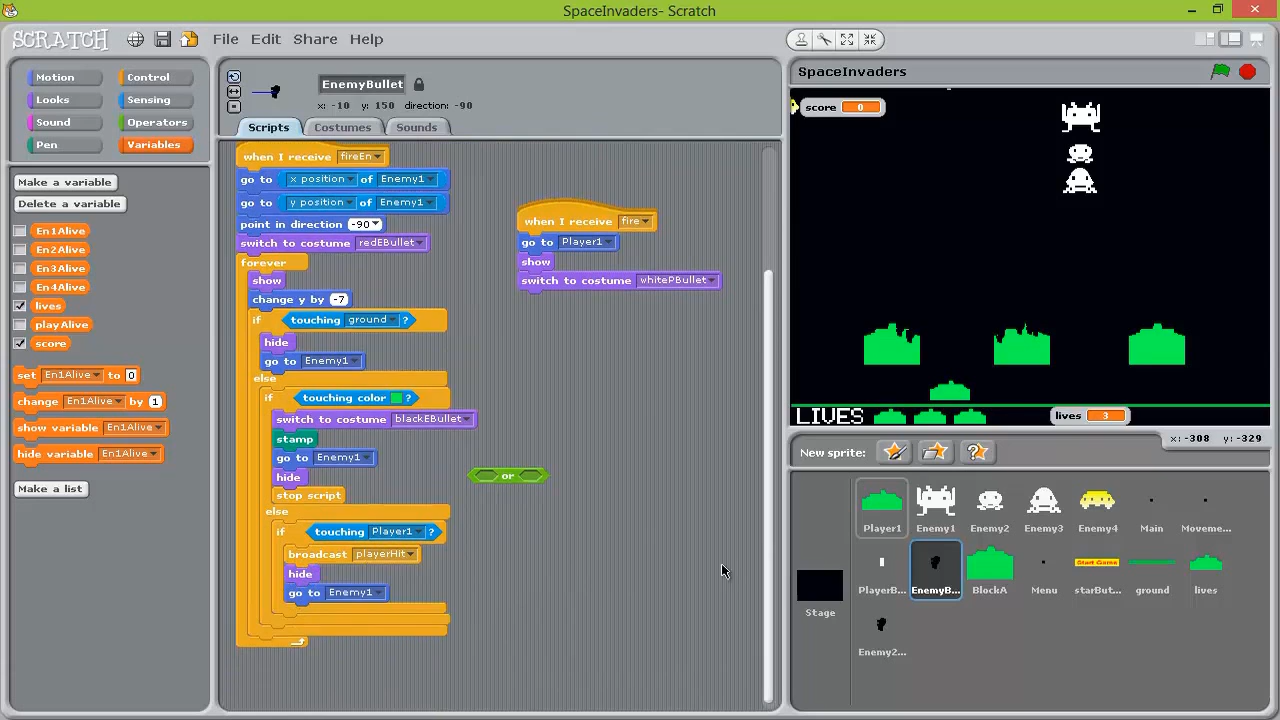 SpaceInvaders- Scratch
SCRATCH File Edit Share Help
Motion Control
Looks Sensing
Sound Operators
Pen Variables
Make a variable
Delete a variable
En1Alive
En2Alive
En3Alive
En4Alive
lives
playAlive
score
set En1Alive to 0
change En1Alive by 1
show variable En1Alive
hide variable En1Alive
Make a list
EnemyBullet
x: -10 y: 150 direction: -90
Scripts Costumes Sounds
when I receive fireEn
go to x position of Enemy1
go to y position of Enemy1
point in direction -90
switch to costume redEBullet
forever
show
change y by -7
if touching ground ?
hide
go to Enemy1
else
if touching color ?
switch to costume blackEBullet
stamp
go to Enemy1
hide
stop script
else
if touching Player1 ?
broadcast playerHit
hide
go to Enemy1
when I receive fire
go to Player1
show
switch to costume whitePBullet
or
SpaceInvaders
score 0
LIVES
lives 3
x: -308 y: -329
New sprite:
Player1 Enemy1 Enemy2 Enemy3 Enemy4 Main Moveme...
PlayerB... EnemyB... BlockA Menu starBut... ground lives
Start Game
Stage
Enemy2...